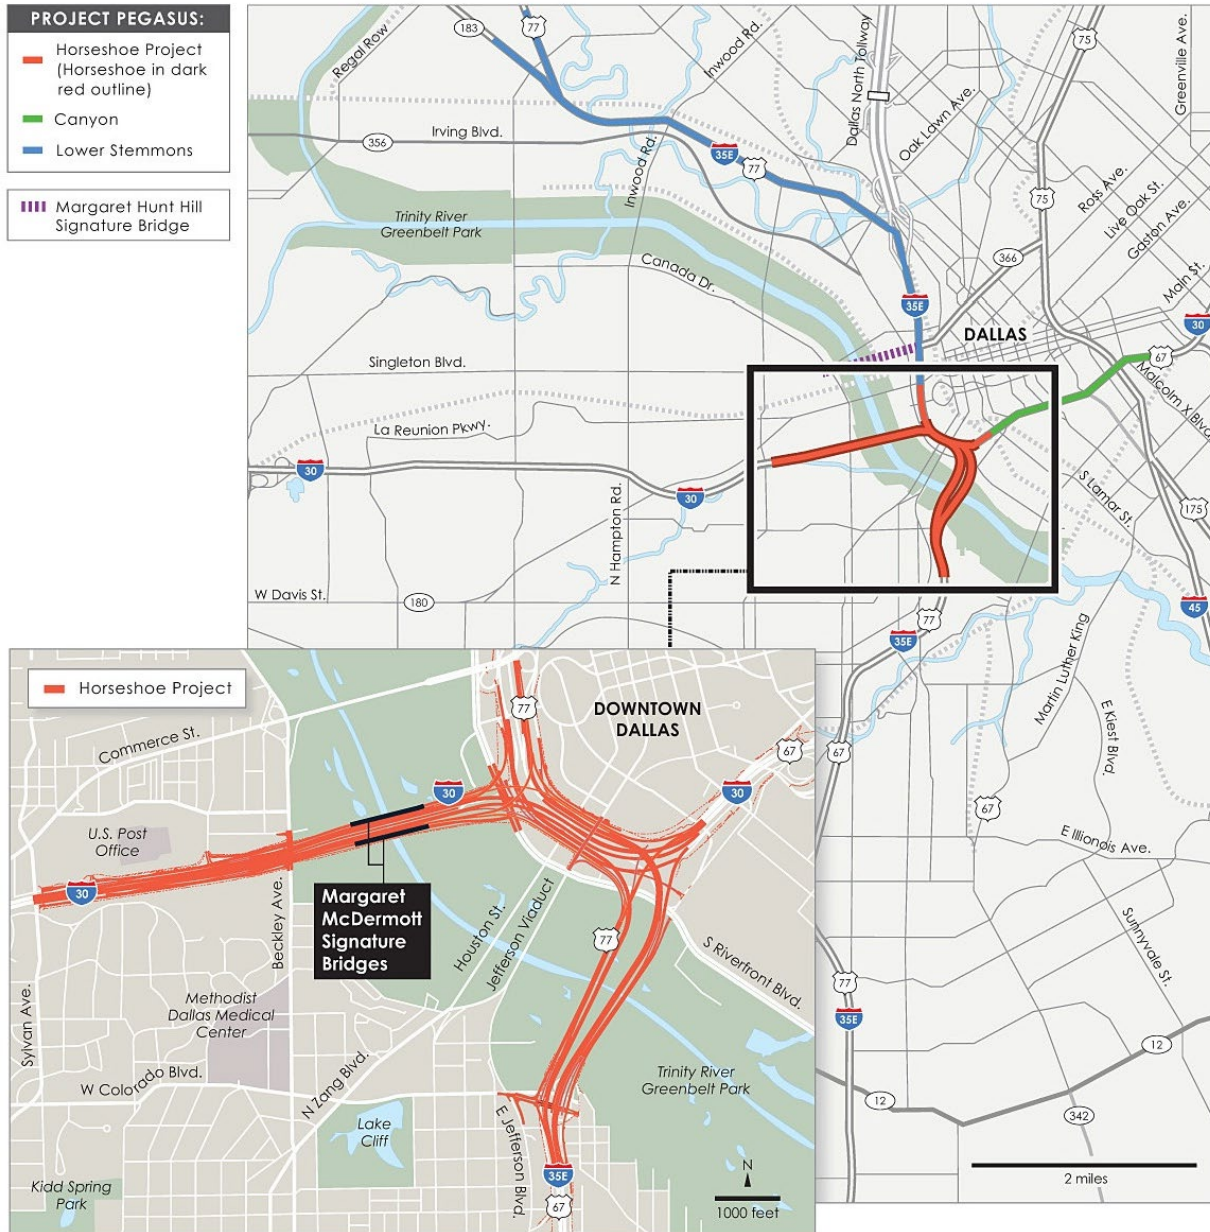 PROJECT PEGASUS:
Horseshoe Project
(Horseshoe in dark
red outline)
Canyon
Lower Stemmons
Margaret Hunt Hill
Signature Bridge
183
77
Regal Row
Inwood Rd.
Dallas North Tollway
75
Greenville Ave.
356
Irving Blvd.
35E
77
Oak Lawn Ave.
Inwood Rd.
Ross Ave.
Live Oak St.
Gaston Ave.
75
Trinity River
Greenbelt Park
Canada Dr.
366
Main St.
35E
30
DALLAS
67
Singleton Blvd.
Malcolm X Blvd
La Reunion Pkwy.
30
30
N Hampton Rd.
S Lamar St.
175
W Davis St.
180
77
35E
45
Martin Luther King
E Kiest Blvd.
67
67
E Illionois Ave.
Sunnyvale St.
77
35E
12
12
342
2 miles
Horseshoe Project
77
DOWNTOWN
DALLAS
67
Commerce St.
30
30
U.S. Post
Office
30
Margaret
McDermott
Signature
Bridges
Beckley Ave.
Houston St.
Jefferson Viaduct
77
S Riverfront Blvd.
Sylvan Ave.
Methodist
Dallas Medical
Center
W Colorado Blvd.
N Zang Blvd.
Trinity River
Greenbelt Park
Lake
Cliff
E Jefferson Blvd.
Kidd Spring
Park
35E
67
N
1000 feet